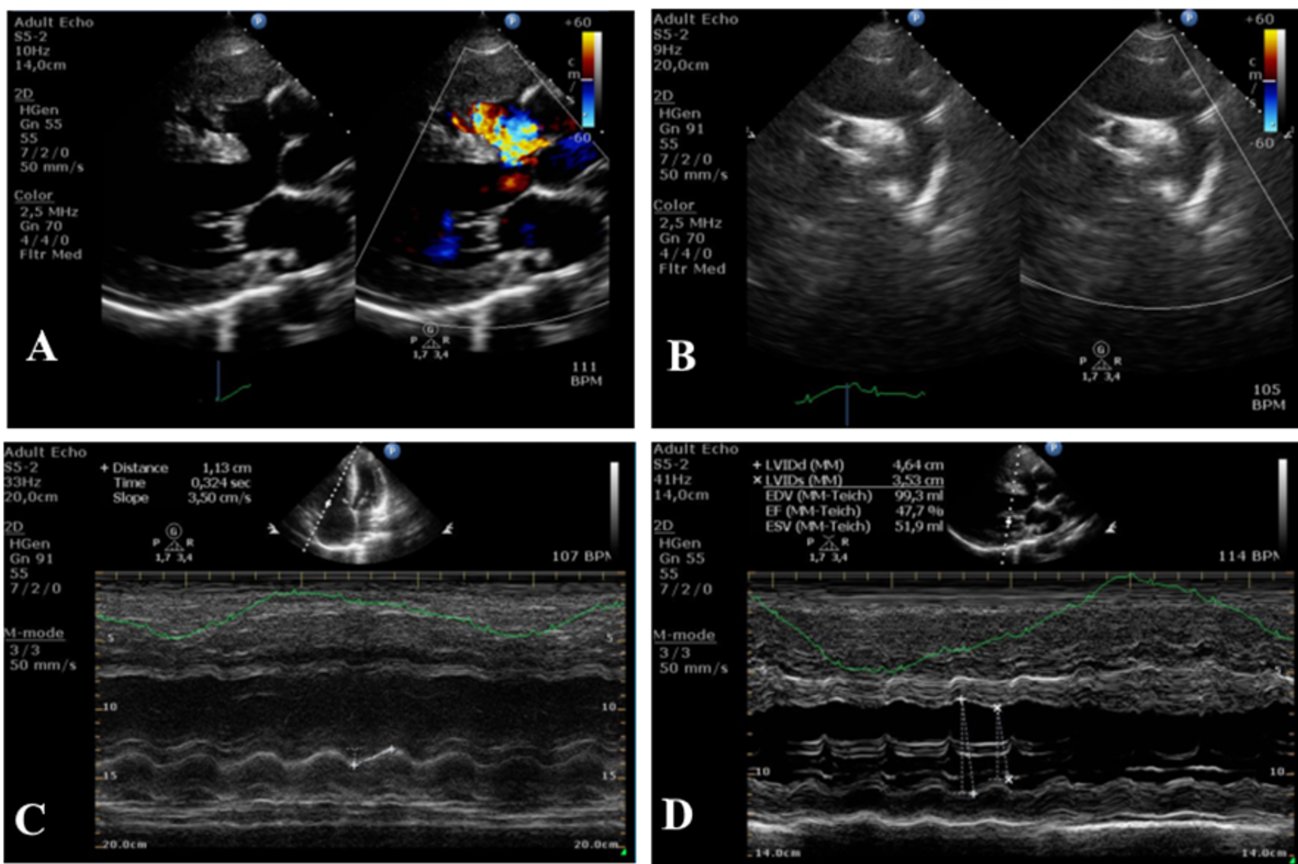 Adult Echo
S5-2
10Hz
14,0cm
2D
HGen
Gn 55
55
7/2/0
50 mm/s
Color
2,5 MHz
Gn 70
4/4/0
Fltr Med
P
+60
c
m
/
s
-60
G
P R
1,7 3,4
111
BPM
A
Adult Echo
S5-2
9Hz
20,0cm
2D
HGen
Gn 91
55
7/2/0
50 mm/s
Color
2,5 MHz
Gn 70
4/4/0
Fltr Med
P
P
+60
c
m
/
s
-60
G
P R
1,7 3,4
105
BPM
B
Adult Echo
S5-2
33Hz
20,0cm
2D
HGen
Gn 91
55
7/2/0
M-mode
3/3
50 mm/s
+ Distance 1,13 cm
Time 0,324 sec
Slope 3,50 cm/s
G
P R
1,7 3,4
P
107 BPM
5 5
10 10
15 15
20.0cm 20.0cm
C
Adult Echo
S5-2
41Hz
14,0cm
2D
HGen
Gn 55
55
7/2/0
M-mode
3/3
50 mm/s
+ LVIDd (MM) 4,64 cm
× LVIDs (MM) 3,53 cm
EDV (MM-Teich) 99,3 ml
EF (MM-Teich) 47,7 %
ESV (MM-Teich) 51,9 ml
P R
1,7 3,4
P
114 BPM
10 10
14.0cm 14.0cm
D